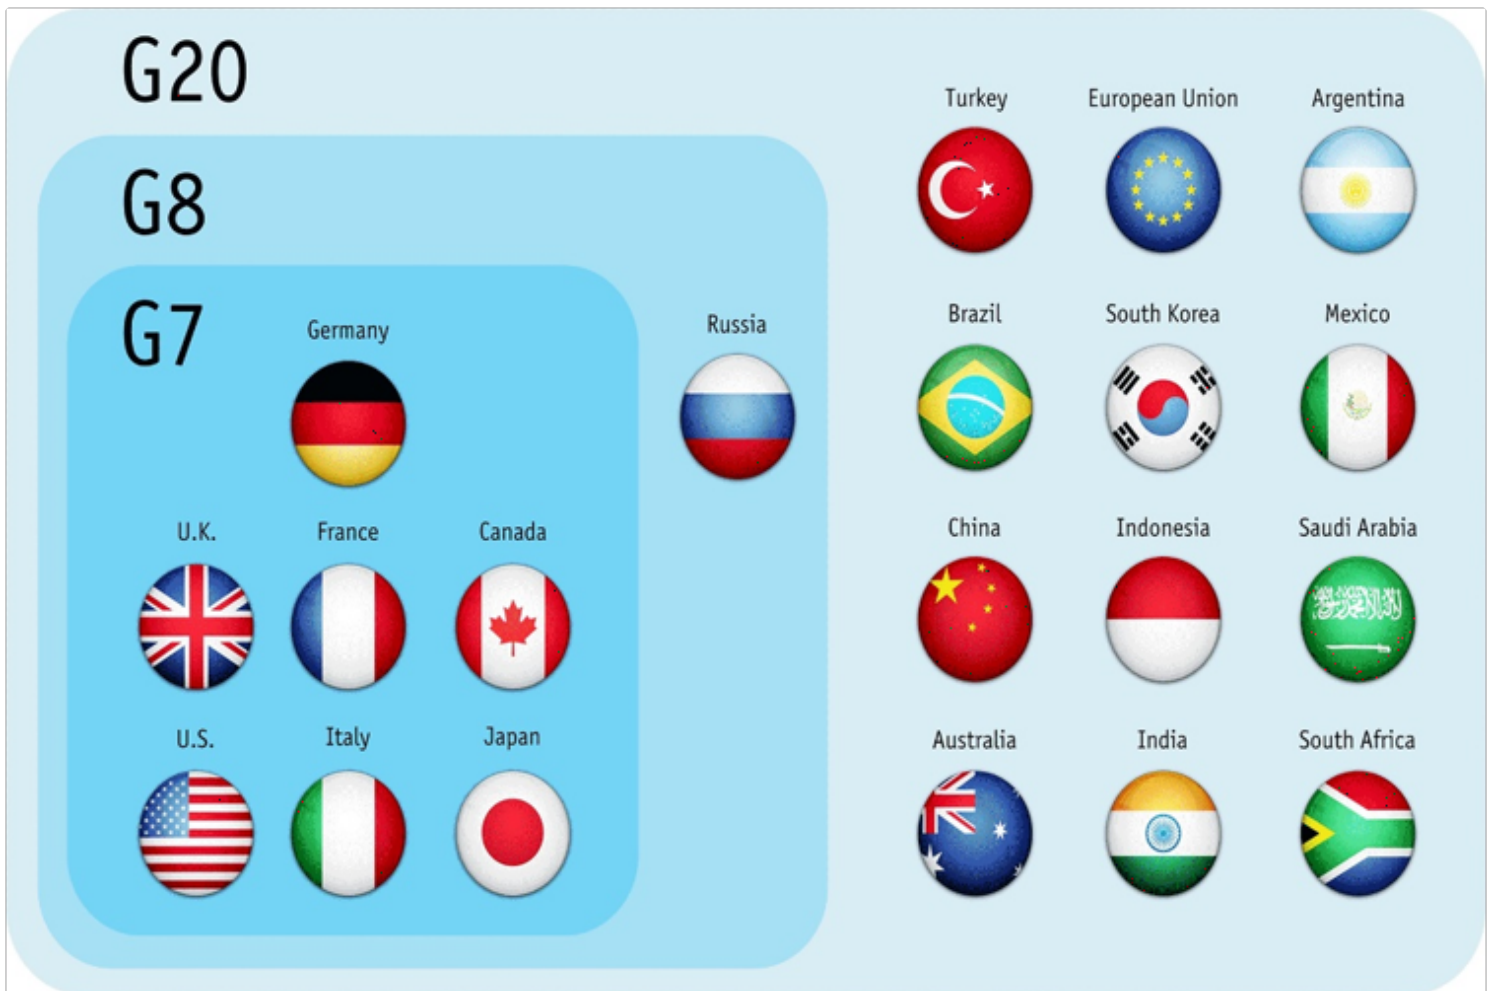 G20
Turkey European Union Argentina
G8
G7
Germany Russia Brazil South Korea Mexico
U.K. France Canada China Indonesia Saudi Arabia
U.S. Italy Japan Australia India South Africa